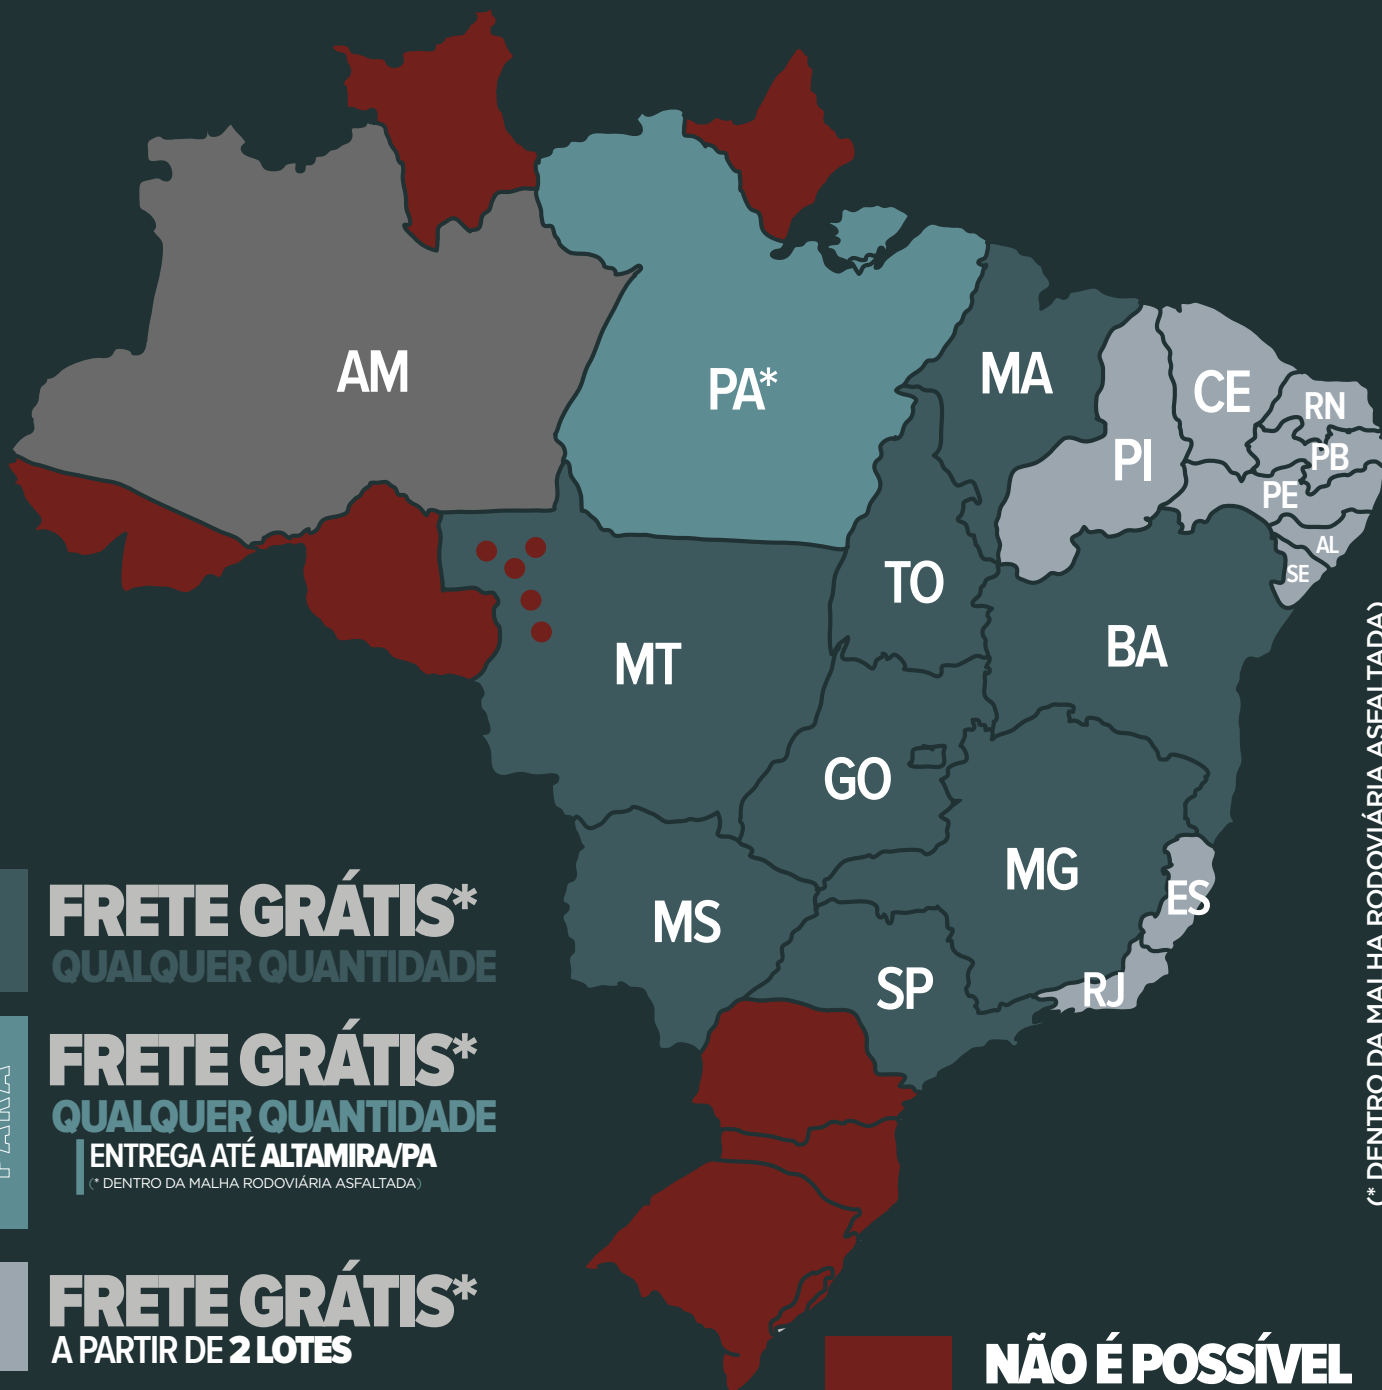 AM
PA*
MA
CE
RN
PI
PB
PE
AL
SE
TO
BA
MT
GO
MG
ES
MS
SP
RJ
FRETE GRÁTIS*
QUALQUER QUANTIDADE
FRETE GRÁTIS*
QUALQUER QUANTIDADE
ENTREGA ATÉ ALTAMIRA/PA
(* DENTRO DA MALHA RODOVIÁRIA ASFALTADA)
FRETE GRÁTIS*
A PARTIR DE 2 LOTES
NÃO É POSSÍVEL
(* DENTRO DA MALHA RODOVIÁRIA ASFALTADA)